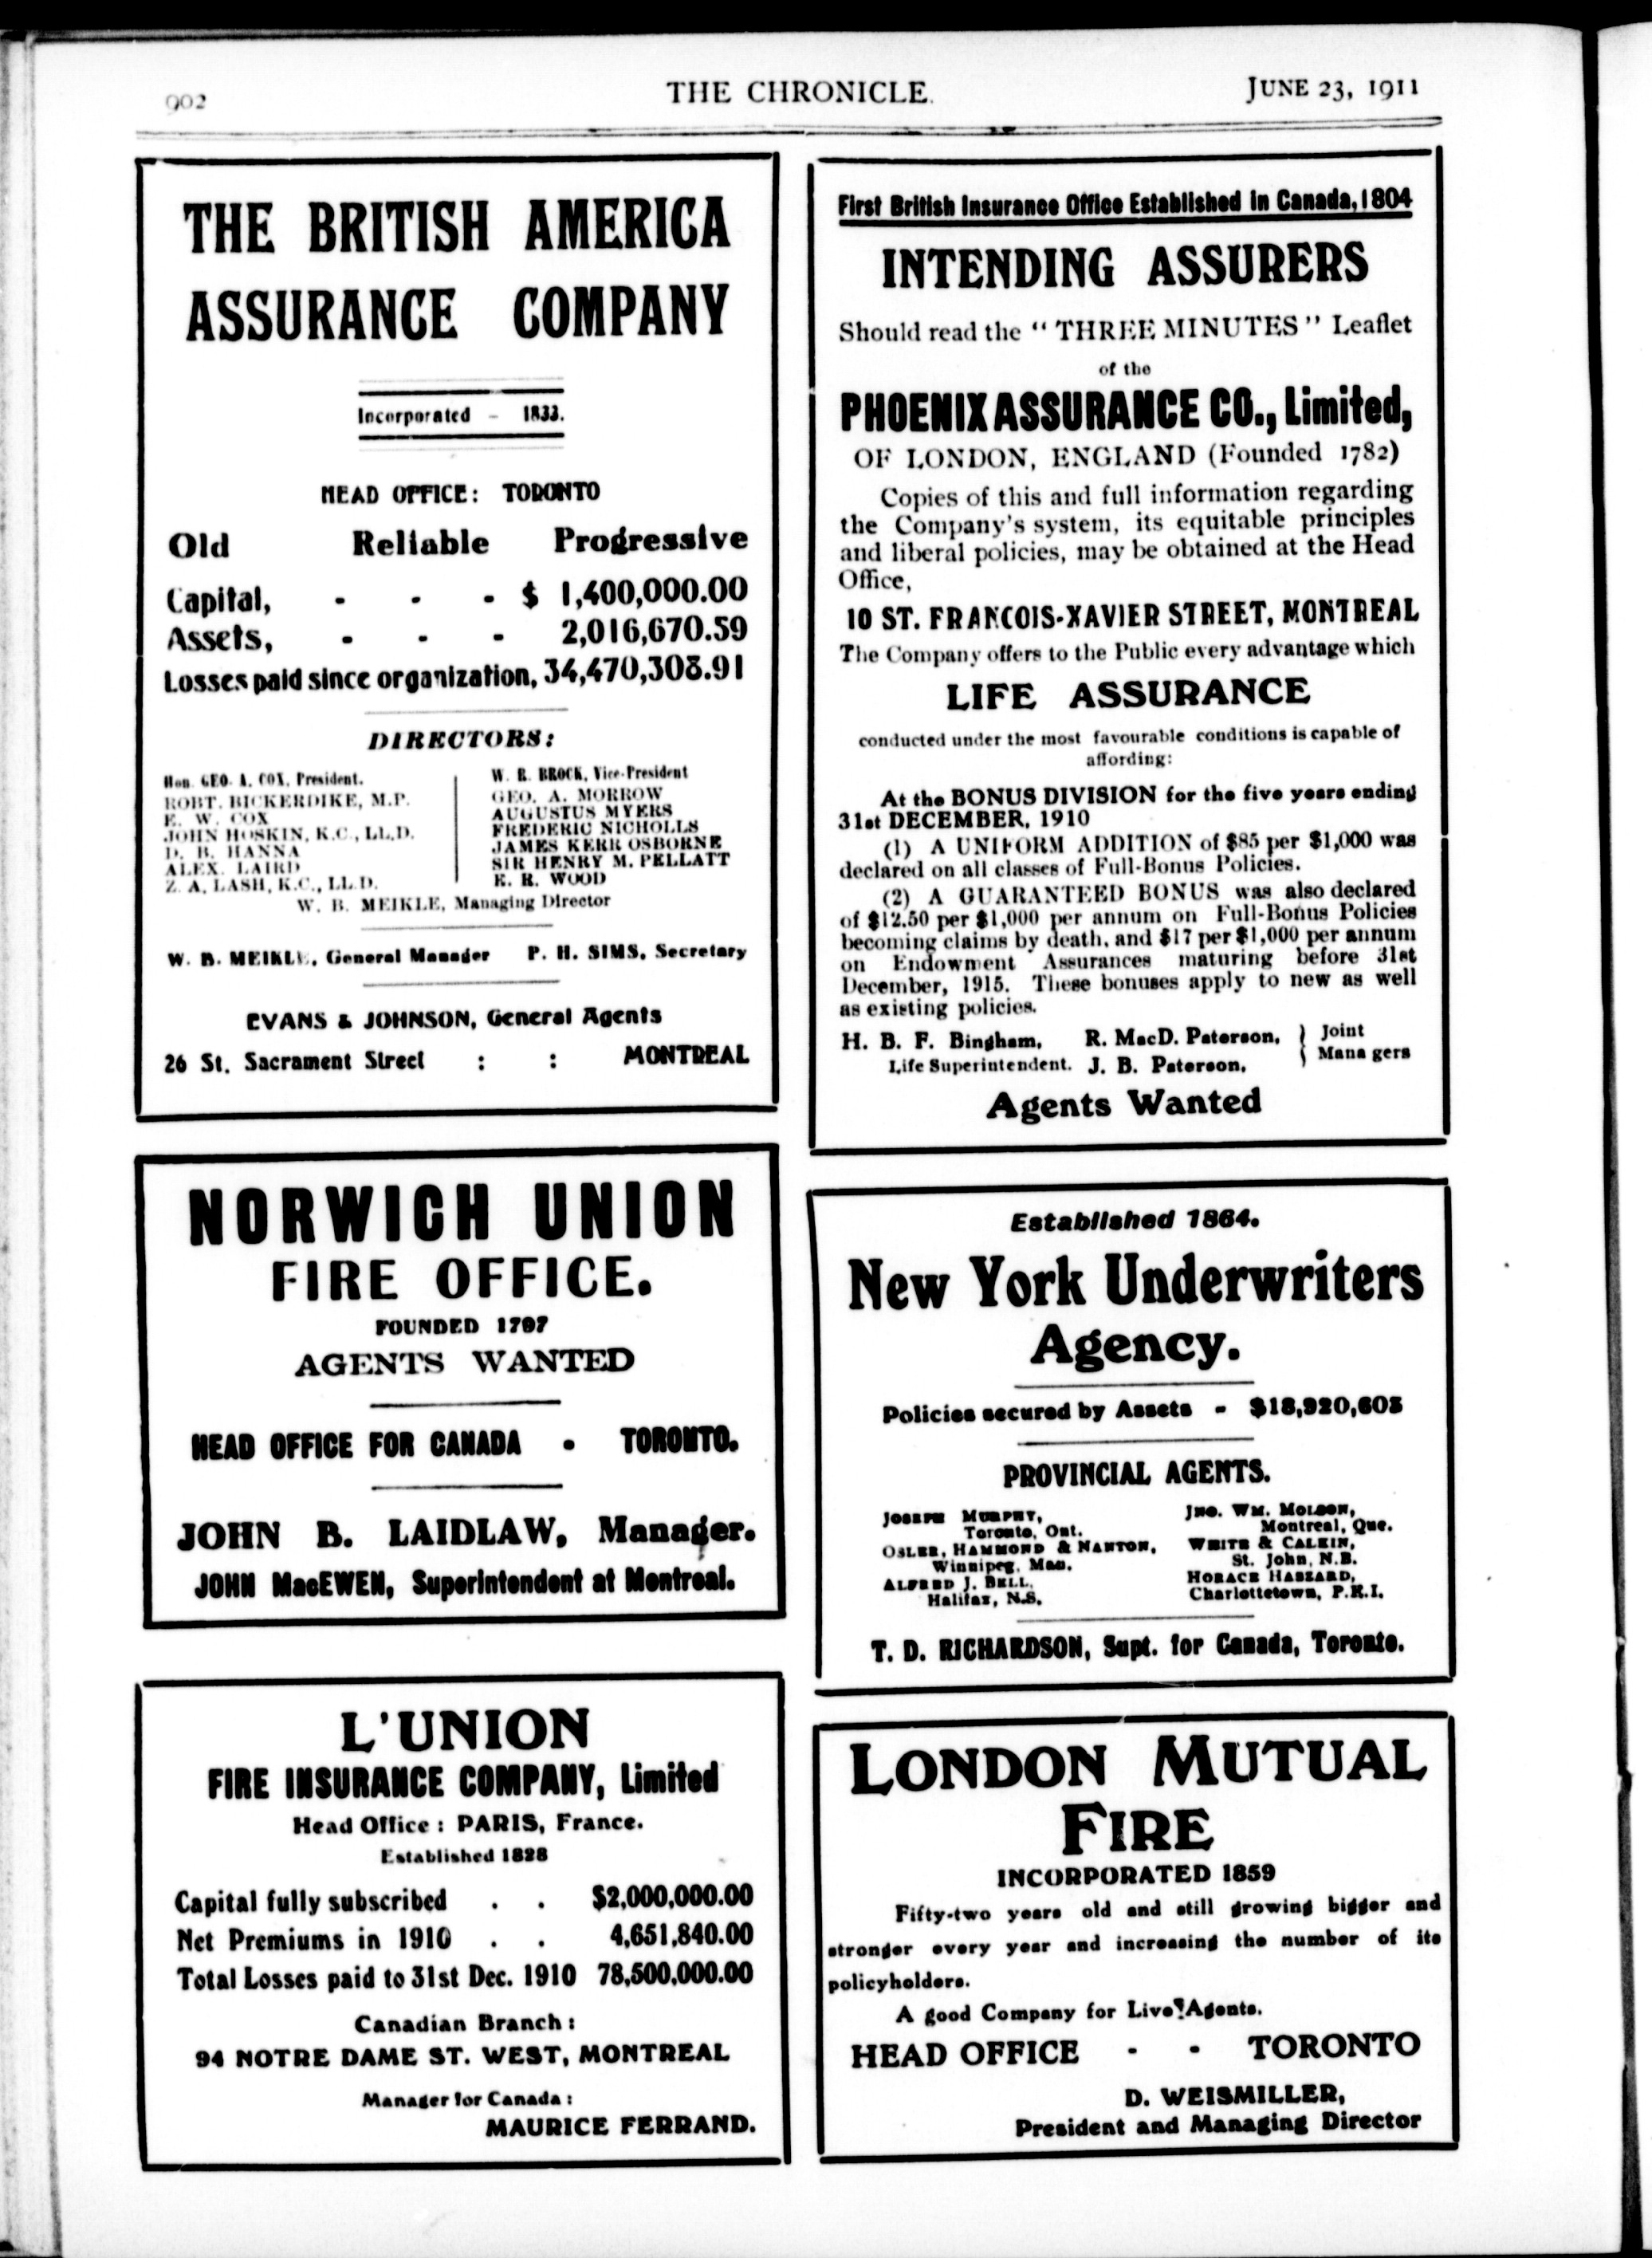 902
THE CHRONICLE.
JUNE 23, 1911
THE BRITISH AMERICA
ASSURANCE COMPANY
Incorporated - 1833.
HEAD OFFICE: TORONTO
Old Reliable Progressive
Capital, - - - $ 1,400,000.00
Assets, - - - 2,016,670.59
Losses paid since organization, 34,470,308.91
DIRECTORS:
Hon. GEO. A. COX, President.
ROBT. BICKERDIKE, M.P.
E. W. COX
JOHN HOSKIN, K.C., LL.D.
D. B. HANNA
ALEX. LAIRD
Z. A. LASH, K.C., LL.D.
W. R. BROCK, Vice-President
GEO. A. MORROW
AUGUSTUS MYERS
FREDERIC NICHOLLS
JAMES KERR OSBORNE
SIR HENRY M. PELLATT
E. R. WOOD
W. B. MEIKLE, Managing Director
W. B. MEIKLE, General Manager P. H. SIMS, Secretary
EVANS & JOHNSON, General Agents
26 St. Sacrament Street : : MONTREAL
NORWICH UNION
FIRE OFFICE.
FOUNDED 1797
AGENTS WANTED
HEAD OFFICE FOR CANADA - TORONTO.
JOHN B. LAIDLAW, Manager.
JOHN MacEWEN, Superintendent at Montreal.
L'UNION
FIRE INSURANCE COMPANY, Limited
Head Office : PARIS, France.
Established 1828
Capital fully subscribed . . $2,000,000.00
Net Premiums in 1910 . . 4,651,840.00
Total Losses paid to 31st Dec. 1910 78,500,000.00
Canadian Branch :
94 NOTRE DAME ST. WEST, MONTREAL
Manager for Canada :
MAURICE FERRAND.
First British Insurance Office Established in Canada, 1804
INTENDING ASSURERS
Should read the "THREE MINUTES" Leaflet
of the
PHOENIX ASSURANCE CO., Limited,
OF LONDON, ENGLAND (Founded 1782)
Copies of this and full information regarding
the Company's system, its equitable principles
and liberal policies, may be obtained at the Head
Office,
10 ST. FRANCOIS-XAVIER STREET, MONTREAL
The Company offers to the Public every advantage which
LIFE ASSURANCE
conducted under the most favourable conditions is capable of
affording:
At the BONUS DIVISION for the five years ending
31st DECEMBER, 1910
(1) A UNIFORM ADDITION of $85 per $1,000 was
declared on all classes of Full-Bonus Policies.
(2) A GUARANTEED BONUS was also declared
of $12.50 per $1,000 per annum on Full-Bonus Policies
becoming claims by death, and $17 per $1,000 per annum
on Endowment Assurances maturing before 31st
December, 1915. These bonuses apply to new as well
as existing policies.
H. B. F. Bingham, R. MacD. Paterson, } Joint
Life Superintendent. J. B. Paterson, } Mana gers
Agents Wanted
Established 1864.
New York Underwriters
Agency.
Policies secured by Assets - $18,920,603
PROVINCIAL AGENTS.
JOSEPH MURPHY,
Toronto, Ont.
OSLER, HAMMOND & NANTON,
Winnipeg, Man.
ALFRED J. BELL,
Halifax, N.S.
JNO. WM. MOLSON,
Montreal, Que.
WHITE & CALKIN,
St. John, N.B.
HORACE HASZARD,
Charlottetown, P.E.I.
T. D. RICHARDSON, Supt. for Canada, Toronto.
LONDON MUTUAL
FIRE
INCORPORATED 1859
Fifty-two years old and still growing bigger and
stronger every year and increasing the number of its
policyholders.
A good Company for Live Agents.
HEAD OFFICE - - TORONTO
D. WEISMILLER,
President and Managing Director